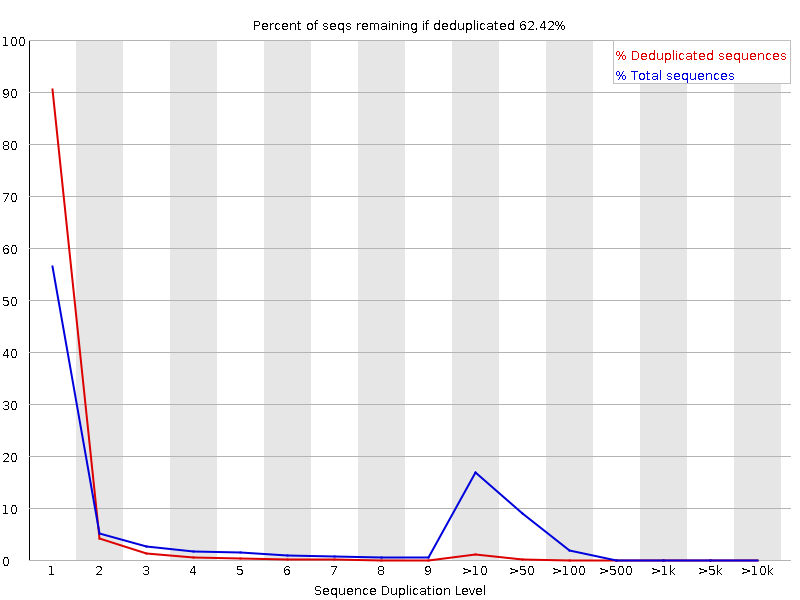 Percent of seqs remaining if deduplicated 62.42%
% Deduplicated sequences
% Total sequences
100
90
80
70
60
50
40
30
20
10
0
1 2 3 4 5 6 7 8 9 >10 >50 >100 >500 >1k >5k >10k
Sequence Duplication Level